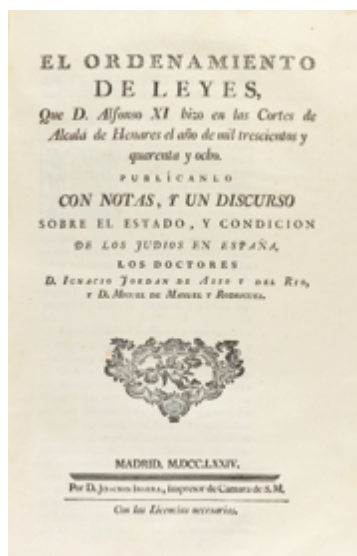 EL ORDENAMIENTO
DE LEYES,
Que D. Alfonso XI hizo en las Cortes de
Alcalá de Henares el año de mil trescientos y
quarenta y ocho.
PUBLÍCANLO
CON NOTAS, Y UN DISCURSO
SOBRE EL ESTADO, Y CONDICION
DE LOS JUDIOS EN ESPAÑA,
LOS DOCTORES
D. IGNACIO JORDAN DE ASSO Y DEL RIO,
Y D. MIGUEL DE MANUEL Y RODRIGUEZ.
MADRID. M.DCC.LXXIV.
Por D. JOACHIN IBARRA, Impresor de Camara de S.M.
Con las Licencias necesarias.